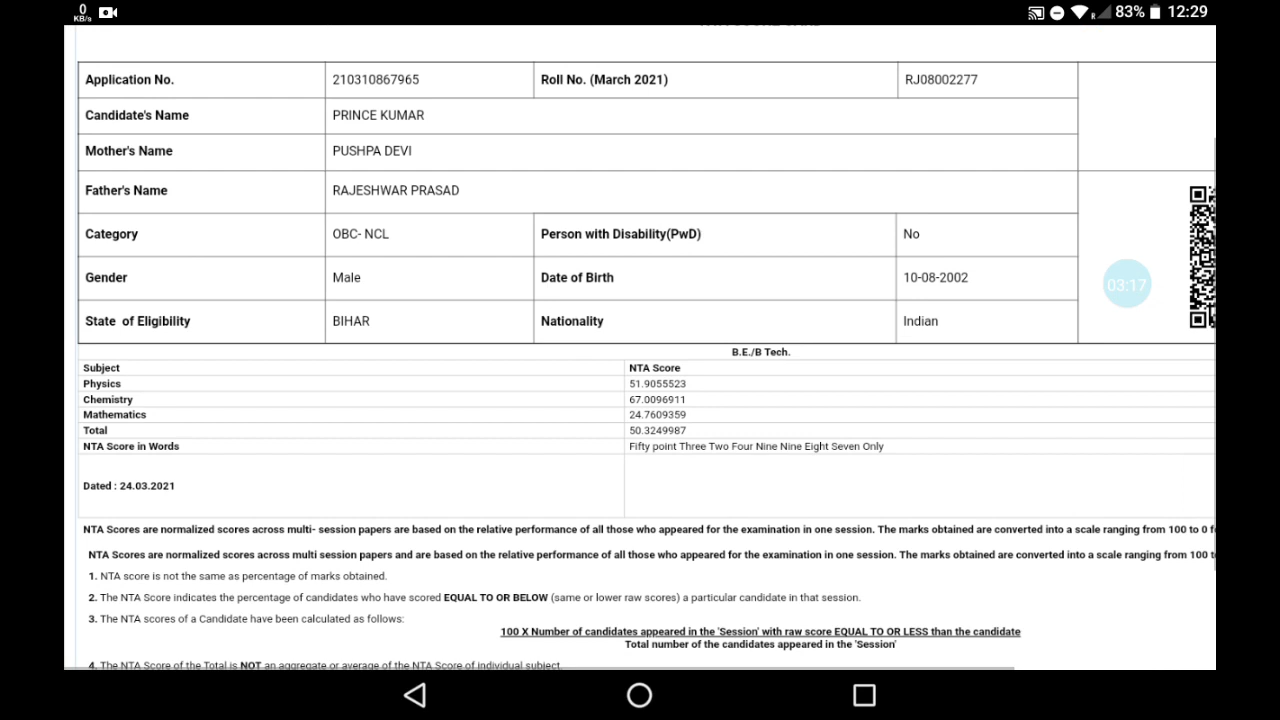 0
KB/s
R 83% 12:29
Application No. 210310867965 Roll No. (March 2021) RJ08002277
Candidate's Name PRINCE KUMAR
Mother's Name PUSHPA DEVI
Father's Name RAJESHWAR PRASAD
Category OBC- NCL Person with Disability(PwD) No
Gender Male Date of Birth 10-08-2002
03:17
State of Eligibility BIHAR Nationality Indian
B.E./B Tech.
Subject NTA Score
Physics 51.9055523
Chemistry 67.0096911
Mathematics 24.7609359
Total 50.3249987
NTA Score in Words Fifty point Three Two Four Nine Nine Eight Seven Only
Dated : 24.03.2021
NTA Scores are normalized scores across multi- session papers are based on the relative performance of all those who appeared for the examination in one session. The marks obtained are converted into a scale ranging from 100 to 0
NTA Scores are normalized scores across multi session papers and are based on the relative performance of all those who appeared for the examination in one session. The marks obtained are converted into a scale ranging from 100
1. NTA score is not the same as percentage of marks obtained.
2. The NTA Score indicates the percentage of candidates who have scored EQUAL TO OR BELOW (same or lower raw scores) a particular candidate in that session.
3. The NTA scores of a Candidate have been calculated as follows:
100 X Number of candidates appeared in the 'Session' with raw score EQUAL TO OR LESS than the candidate
Total number of the candidates appeared in the 'Session'
4. The NTA Score of the Total is NOT an aggregate or average of the NTA Score of individual subject.